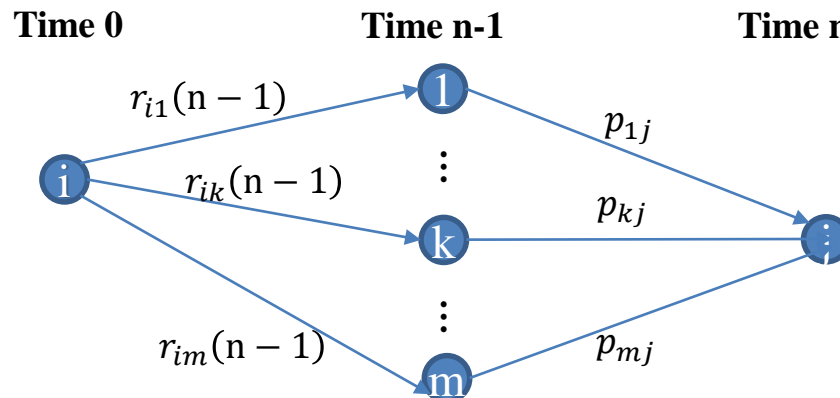 Time 0 Time n-1 Time n
r_{i1}(n − 1)
1
p_{1j}
⋮
i
r_{ik}(n − 1)
p_{kj}
k
j
⋮
r_{im}(n − 1)
p_{mj}
m